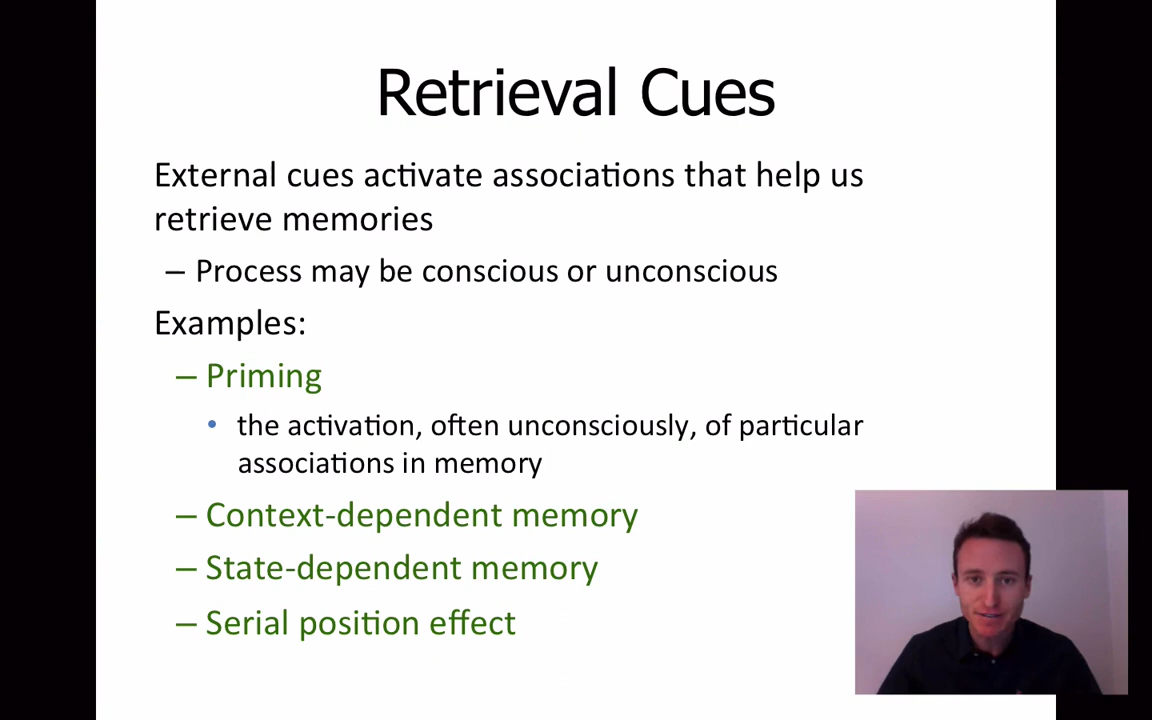 Retrieval Cues
External cues activate associations that help us
retrieve memories
– Process may be conscious or unconscious
Examples:
– Priming
• the activation, often unconsciously, of particular
associations in memory
– Context-dependent memory
– State-dependent memory
– Serial position effect